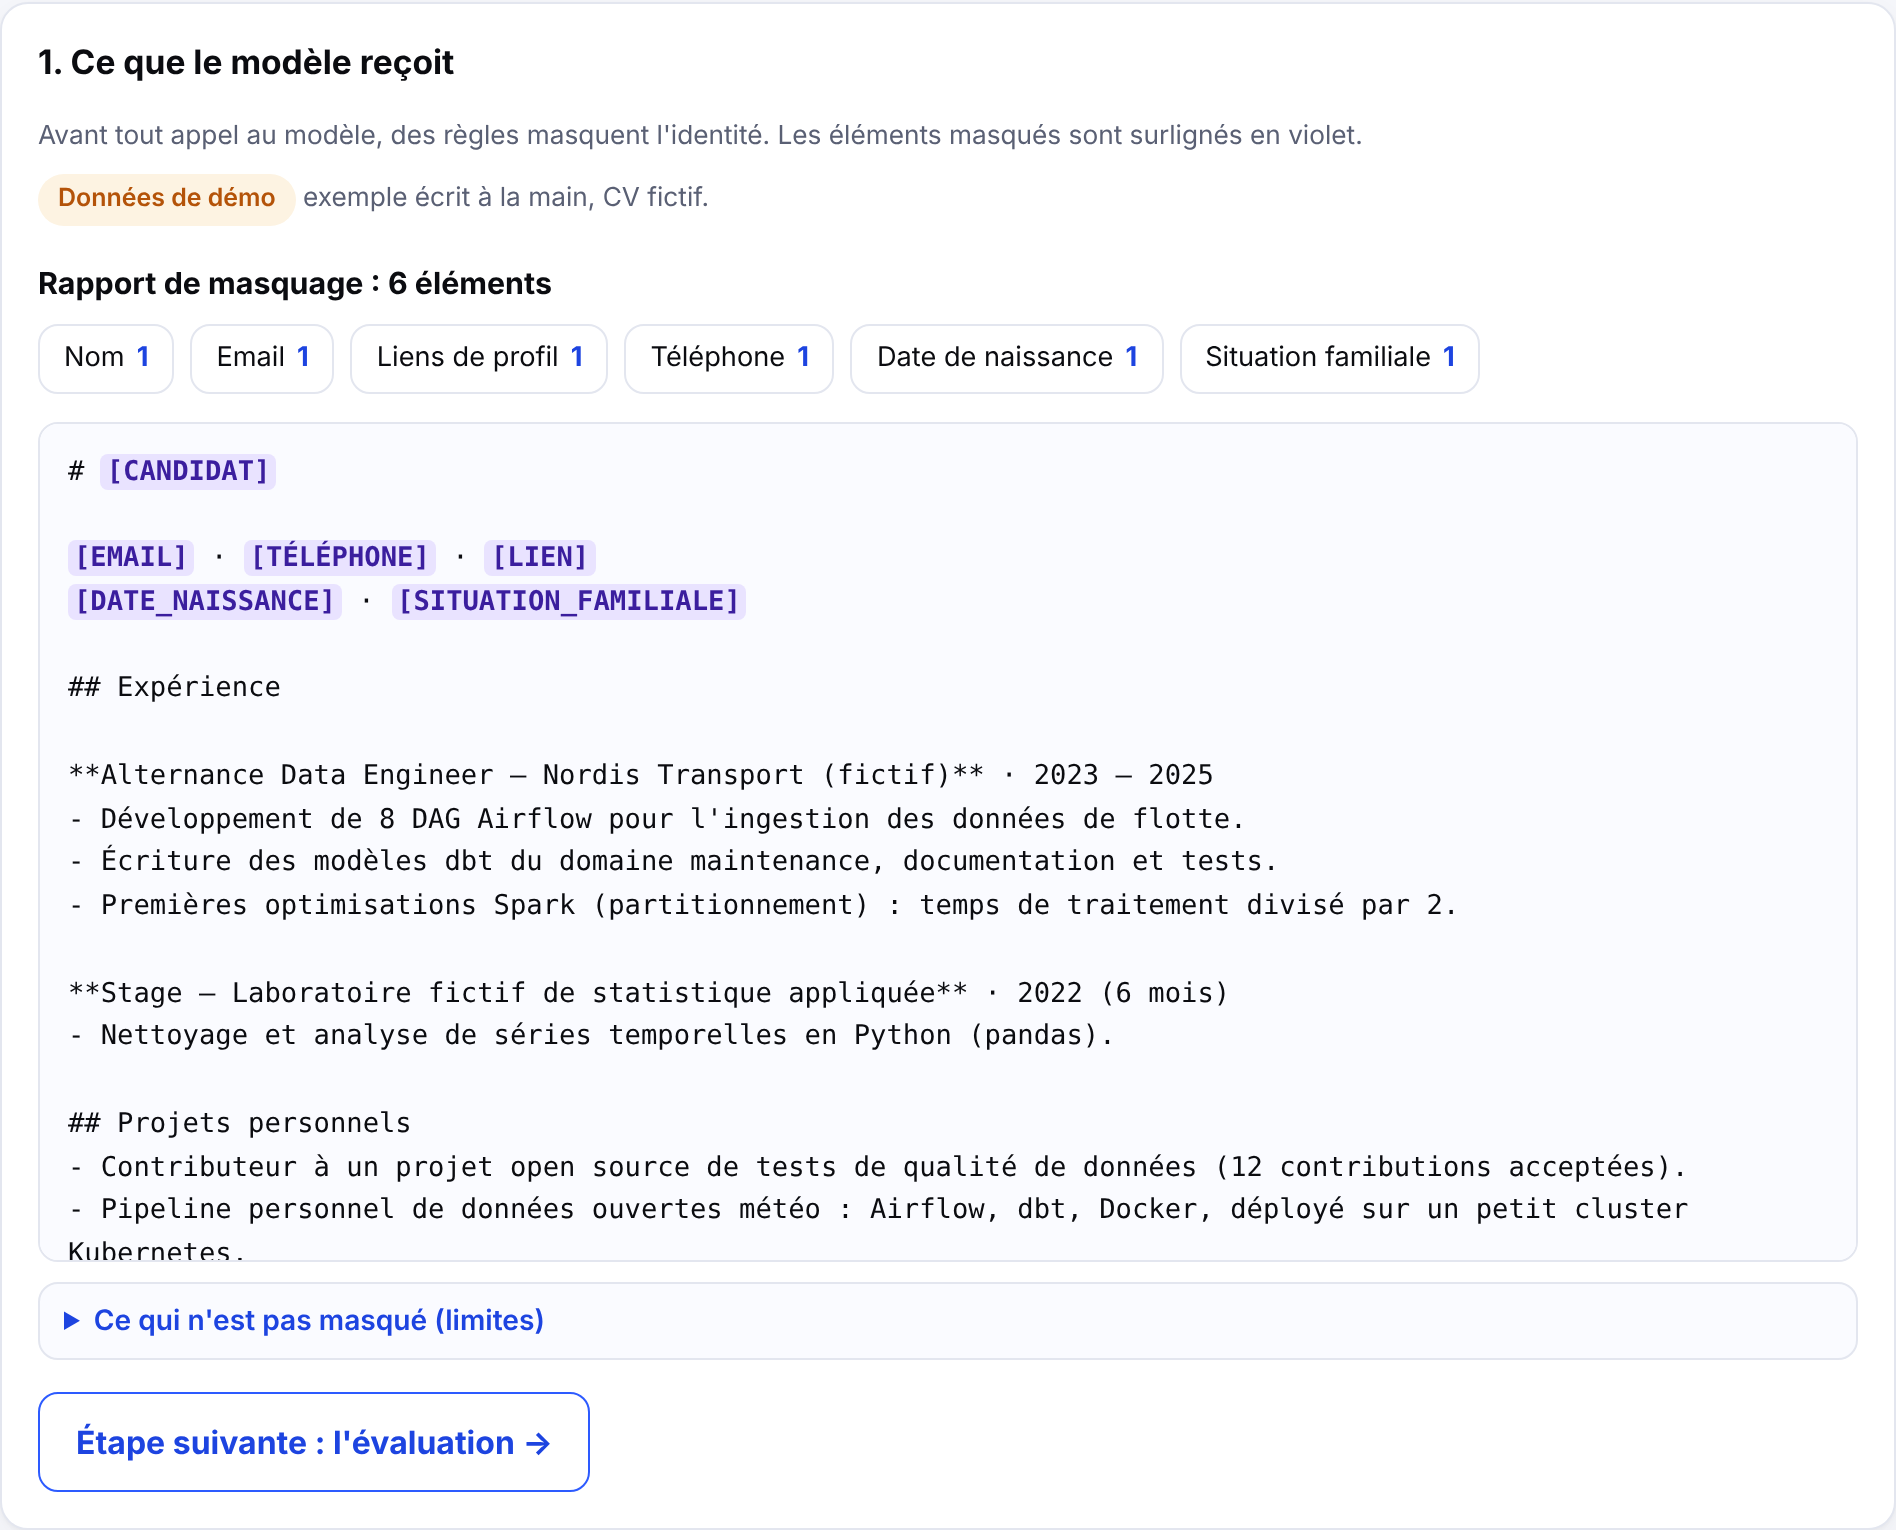 1. Ce que le modèle reçoit
Avant tout appel au modèle, des règles masquent l'identité. Les éléments masqués sont surlignés en violet.
Données de démo exemple écrit à la main, CV fictif.
Rapport de masquage : 6 éléments
Nom 1 Email 1 Liens de profil 1 Téléphone 1 Date de naissance 1 Situation familiale 1
# [CANDIDAT]
[EMAIL] · [TÉLÉPHONE] · [LIEN]
[DATE_NAISSANCE] · [SITUATION_FAMILIALE]
## Expérience
**Alternance Data Engineer — Nordis Transport (fictif)** · 2023 – 2025
- Développement de 8 DAG Airflow pour l'ingestion des données de flotte.
- Écriture des modèles dbt du domaine maintenance, documentation et tests.
- Premières optimisations Spark (partitionnement) : temps de traitement divisé par 2.
**Stage — Laboratoire fictif de statistique appliquée** · 2022 (6 mois)
- Nettoyage et analyse de séries temporelles en Python (pandas).
## Projets personnels
- Contributeur à un projet open source de tests de qualité de données (12 contributions acceptées).
- Pipeline personnel de données ouvertes météo : Airflow, dbt, Docker, déployé sur un petit cluster
Kubernetes.
▶ Ce qui n'est pas masqué (limites)
Étape suivante : l'évaluation →